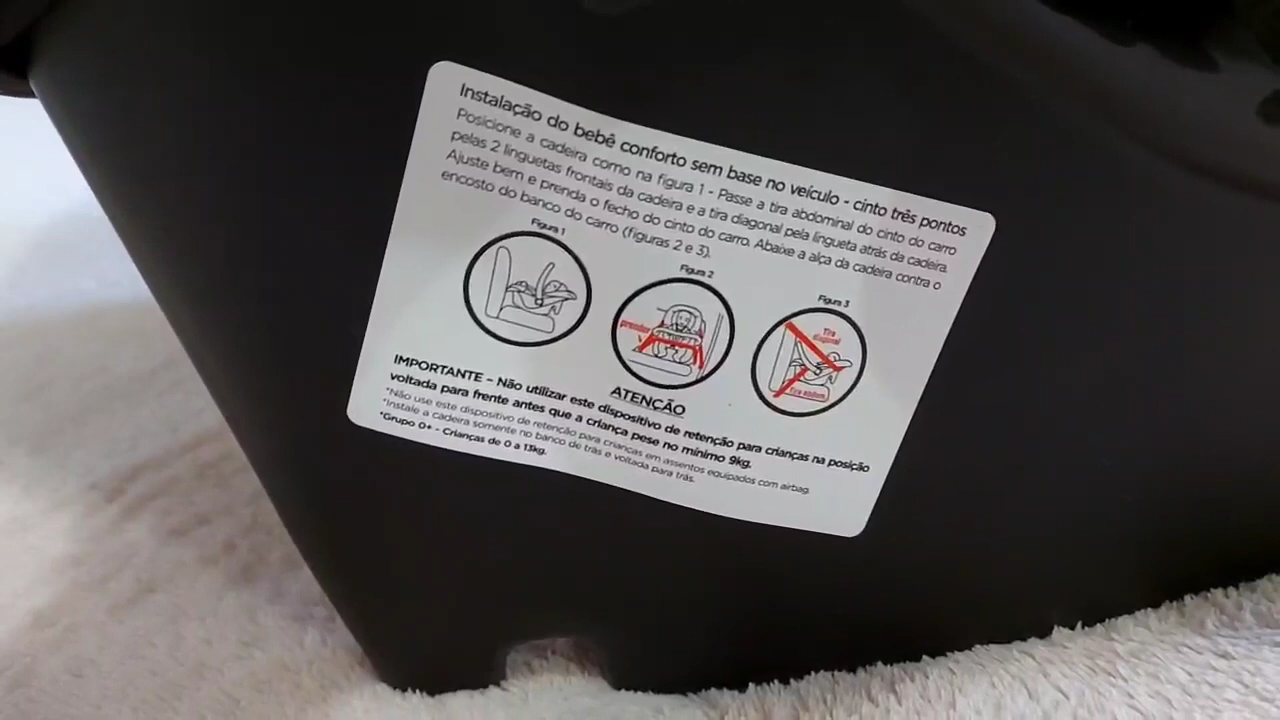 Instalação do bebê conforto sem base no veículo - cinto três pontos
Posicione a cadeira como na figura 1 - Passe a tira abdominal do cinto do carro
pelas 2 linguetas frontais da cadeira e a tira diagonal pela lingueta atrás da cadeira.
Ajuste bem e prenda o fecho do cinto do carro. Abaixe a alça da cadeira contra o
encosto do banco do carro (figuras 2 e 3).
Figura 1
Figura 2
Figura 3
prender
Tira
diagonal
Tira abdom.
ATENÇÃO
IMPORTANTE - Não utilizar este dispositivo de retenção para crianças na posição
voltada para frente antes que a criança pese no mínimo 9kg.
*Não use este dispositivo de retenção para crianças em assentos equipados com airbag.
*Instale a cadeira somente no banco de trás e voltada para trás.
*Grupo 0+ - Crianças de 0 a 13kg.